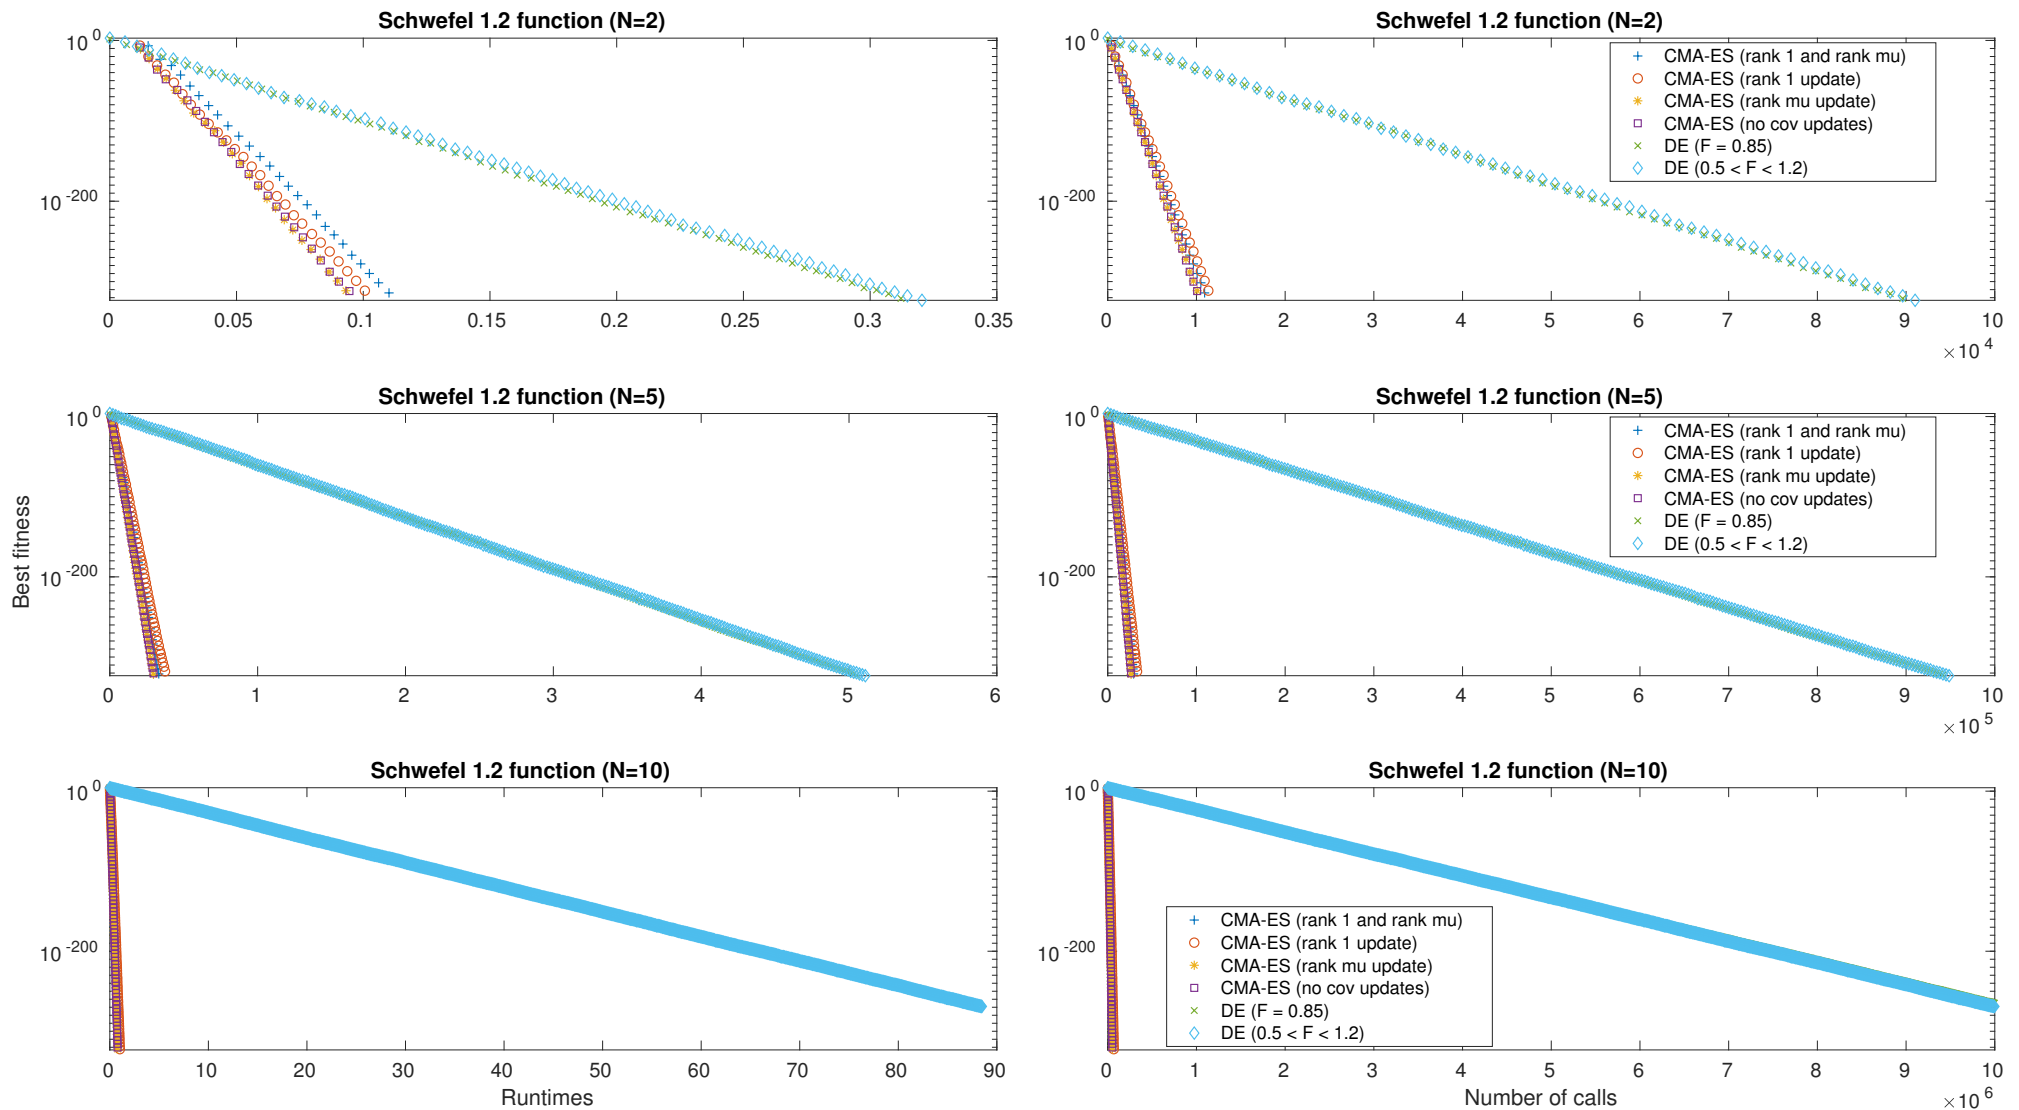 Schwefel 1.2 function (N=2)
10 0
10 -200
0 0.05 0.1 0.15 0.2 0.25 0.3 0.35
Schwefel 1.2 function (N=2)
10 0
10 -200
CMA-ES (rank 1 and rank mu)
CMA-ES (rank 1 update)
CMA-ES (rank mu update)
CMA-ES (no cov updates)
DE (F = 0.85)
DE (0.5 < F < 1.2)
0 1 2 3 4 5 6 7 8 9 10
×10 4
Schwefel 1.2 function (N=5)
10 0
10 -200
Best fitness
0 1 2 3 4 5 6
Schwefel 1.2 function (N=5)
10 0
10 -200
CMA-ES (rank 1 and rank mu)
CMA-ES (rank 1 update)
CMA-ES (rank mu update)
CMA-ES (no cov updates)
DE (F = 0.85)
DE (0.5 < F < 1.2)
0 1 2 3 4 5 6 7 8 9 10
×10 5
Schwefel 1.2 function (N=10)
10 0
10 -200
0 10 20 30 40 50 60 70 80 90
Runtimes
Schwefel 1.2 function (N=10)
10 0
10 -200
CMA-ES (rank 1 and rank mu)
CMA-ES (rank 1 update)
CMA-ES (rank mu update)
CMA-ES (no cov updates)
DE (F = 0.85)
DE (0.5 < F < 1.2)
0 1 2 3 4 5 6 7 8 9 10
Number of calls
×10 6